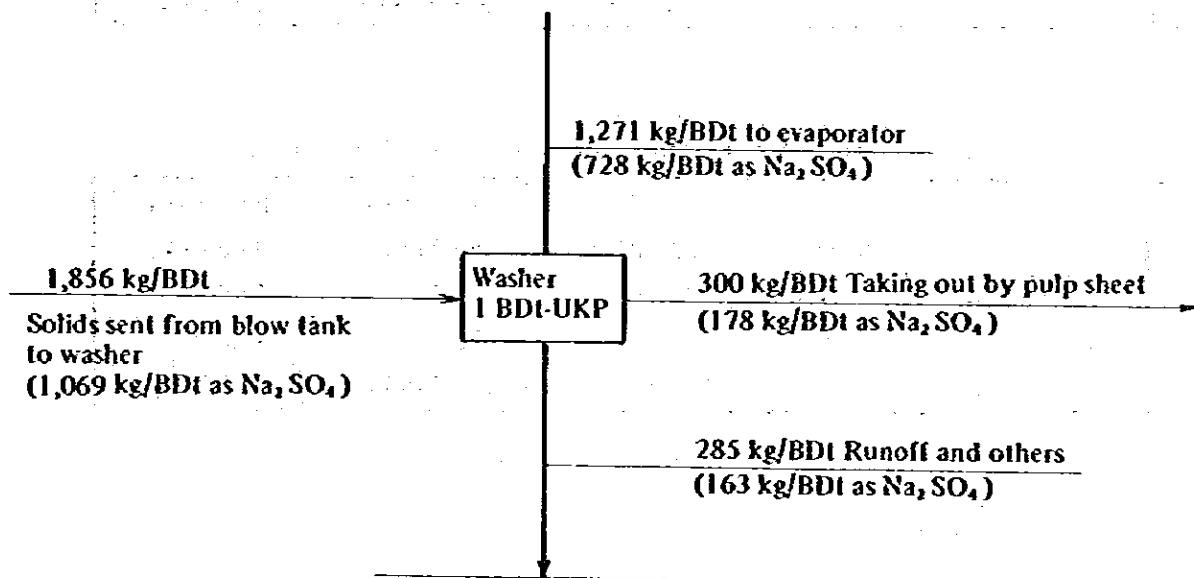 1,271 kg/BDt to evaporator
(728 kg/BDt as Na₂SO₄)
1,856 kg/BDt
Solids sent from blow tank
to washer
(1,069 kg/BDt as Na₂SO₄)
Washer
1 BDt-UKP
300 kg/BDt Taking out by pulp sheet
(178 kg/BDt as Na₂SO₄)
285 kg/BDt Runoff and others
(163 kg/BDt as Na₂SO₄)